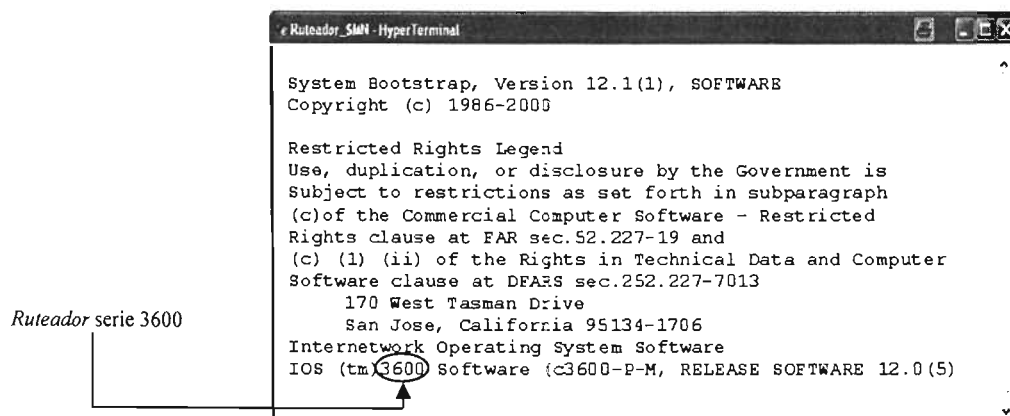 Ruteador_SMN - HyperTerminal
System Bootstrap, Version 12.1(1), SOFTWARE
Copyright (c) 1986-2000
Restricted Rights Legend
Use, duplication, or disclosure by the Government is
Subject to restrictions as set forth in subparagraph
(c)of the Commercial Computer Software - Restricted
Rights clause at FAR sec.52.227-19 and
(c) (1) (ii) of the Rights in Technical Data and Computer
Software clause at DFARS sec.252.227-7013
170 West Tasman Drive
San Jose, California 95134-1706
Internetwork Operating System Software
IOS (tm)3600 Software (c3600-P-M, RELEASE SOFTWARE 12.0(5)
Ruteador serie 3600